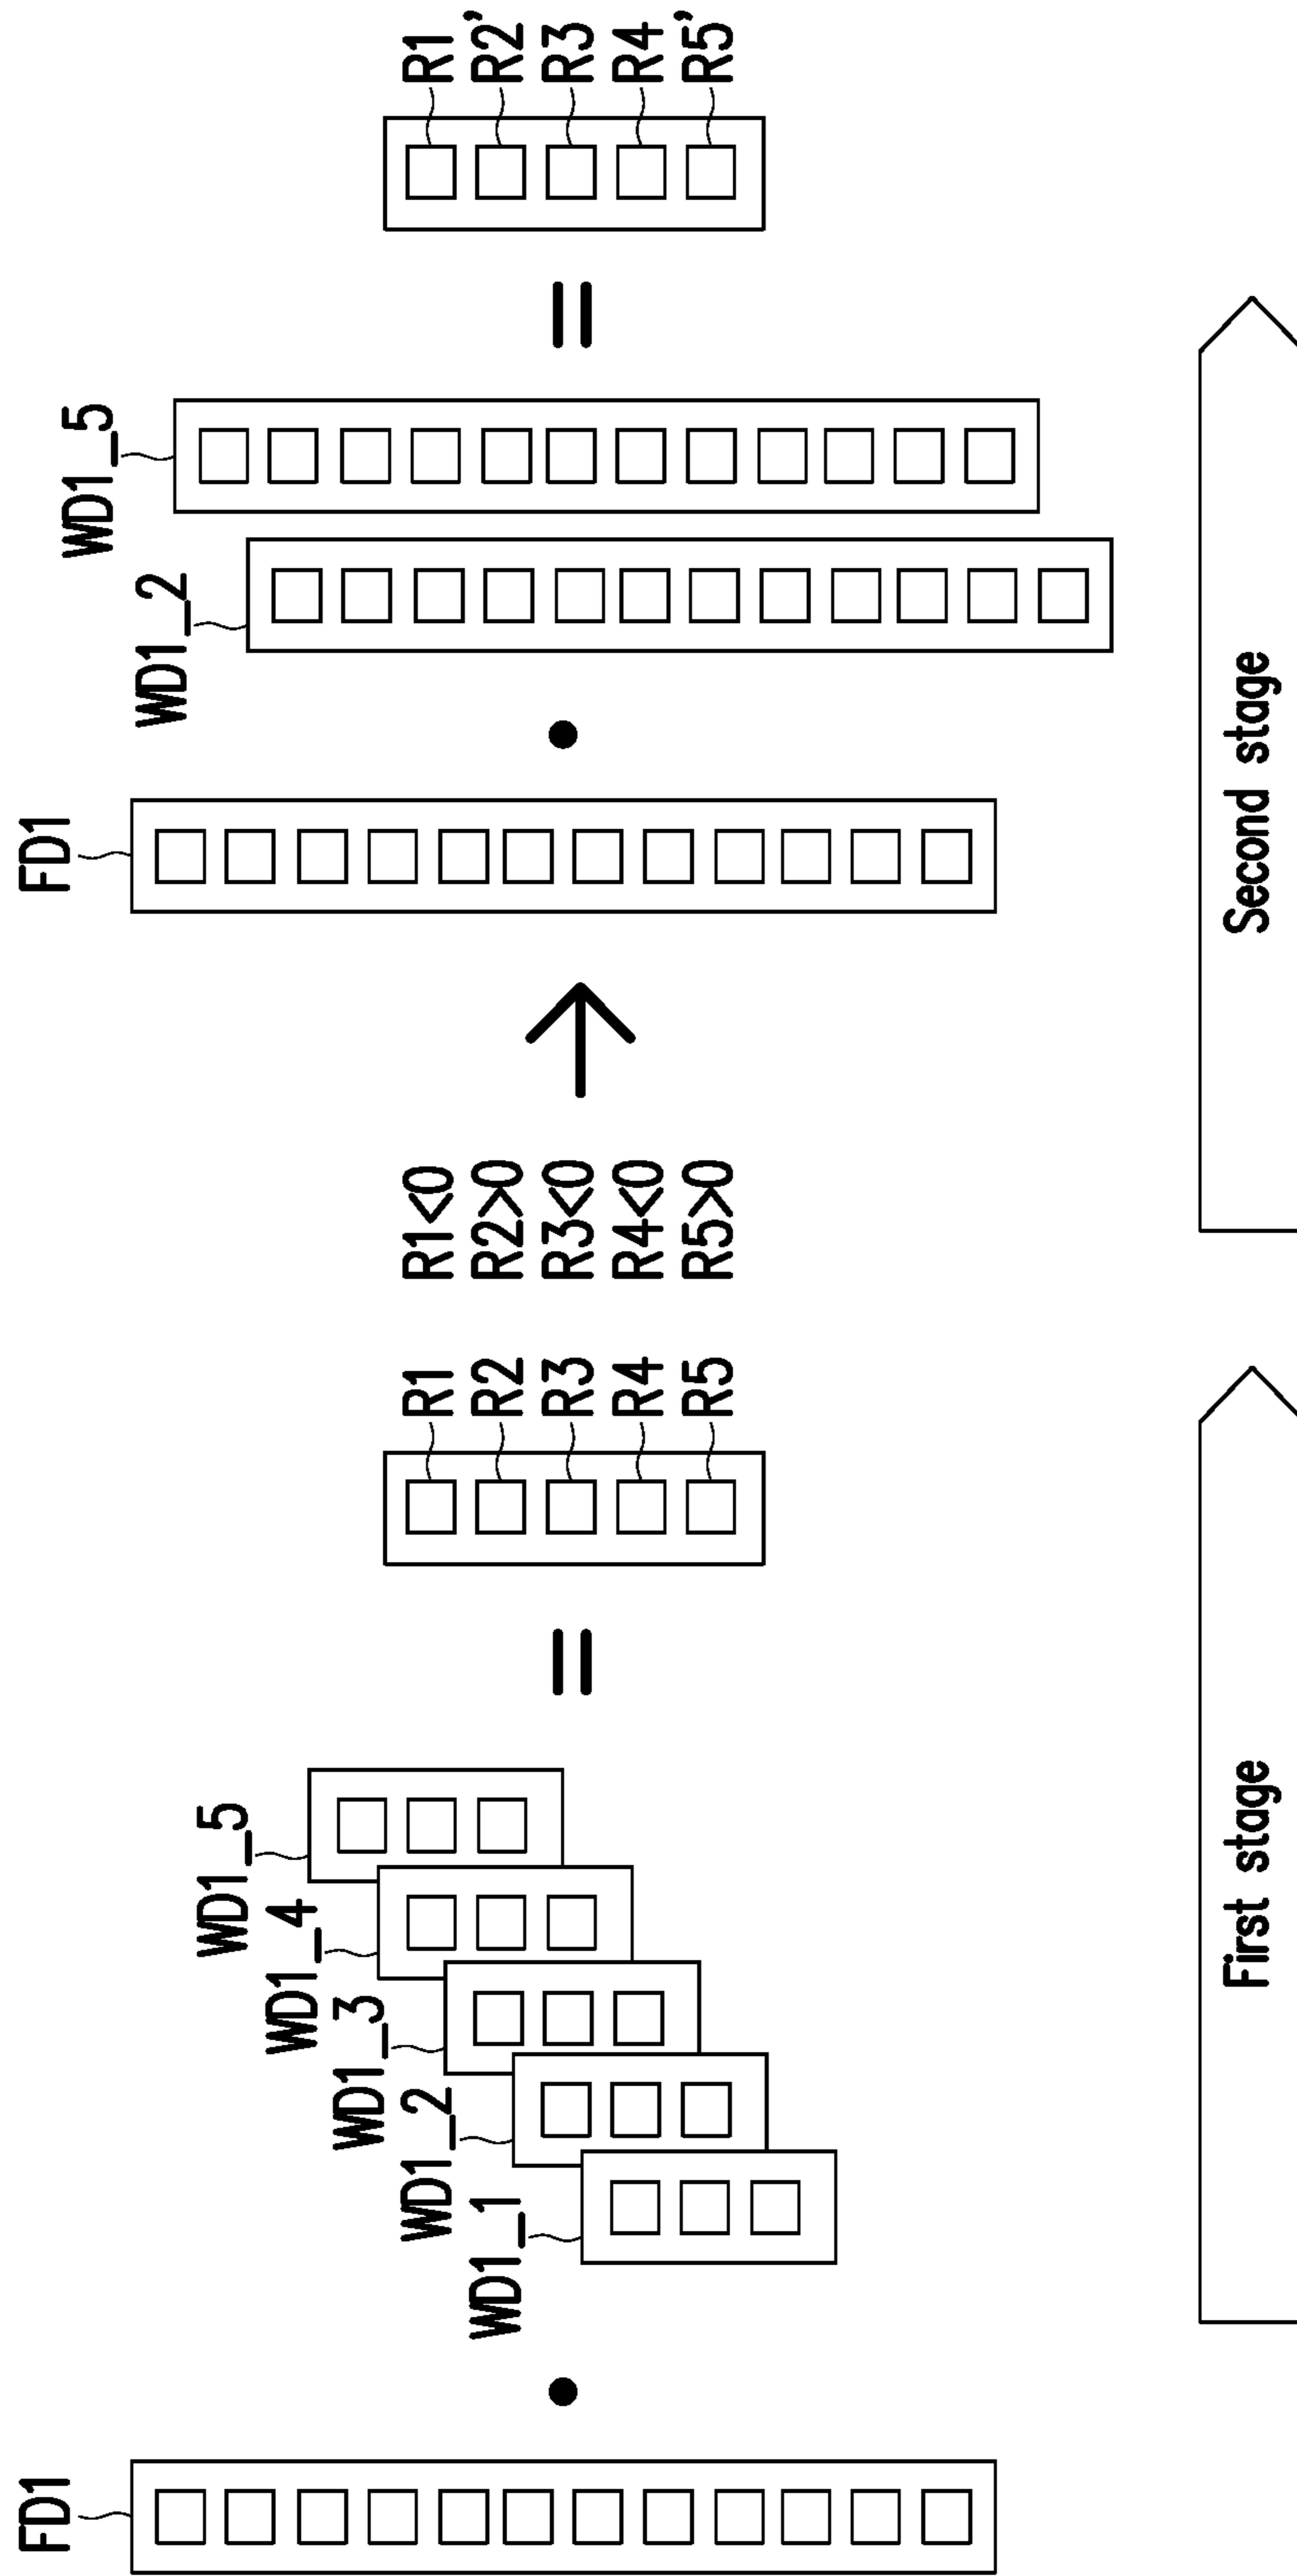 FD1
WD1_1
WD1_2
WD1_3
WD1_4
WD1_5
R1
R2
R3
R4
R5
R1<0
R2>0
R3<0
R4<0
R5>0
First stage
FD1
WD1_2
WD1_5
R1
R2'
R3
R4
R5'
Second stage